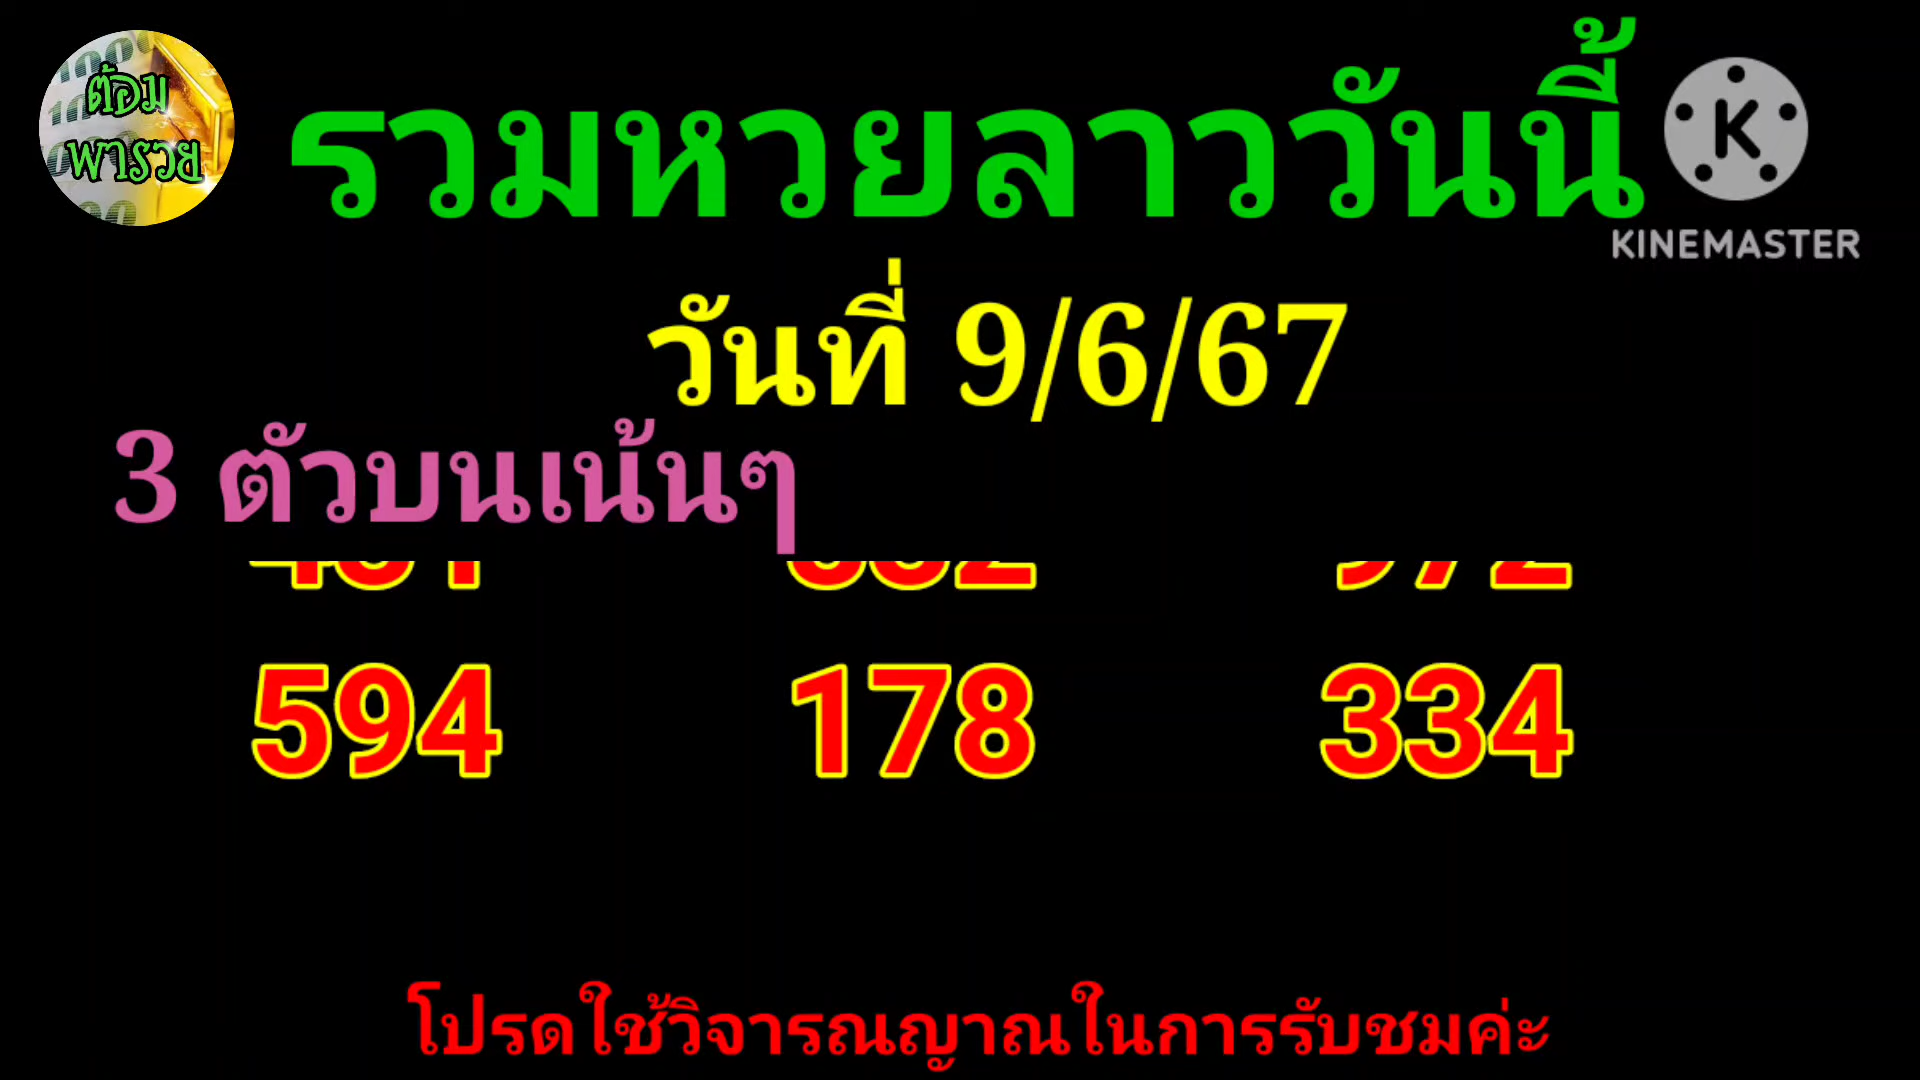 ต้อม
พารวย
รวมหวยลาววันนี้
KINEMASTER
วันที่ 9/6/67
3 ตัวบนเน้นๆ
594 178 334
โปรดใช้วิจารณญาณในการรับชมค่ะ